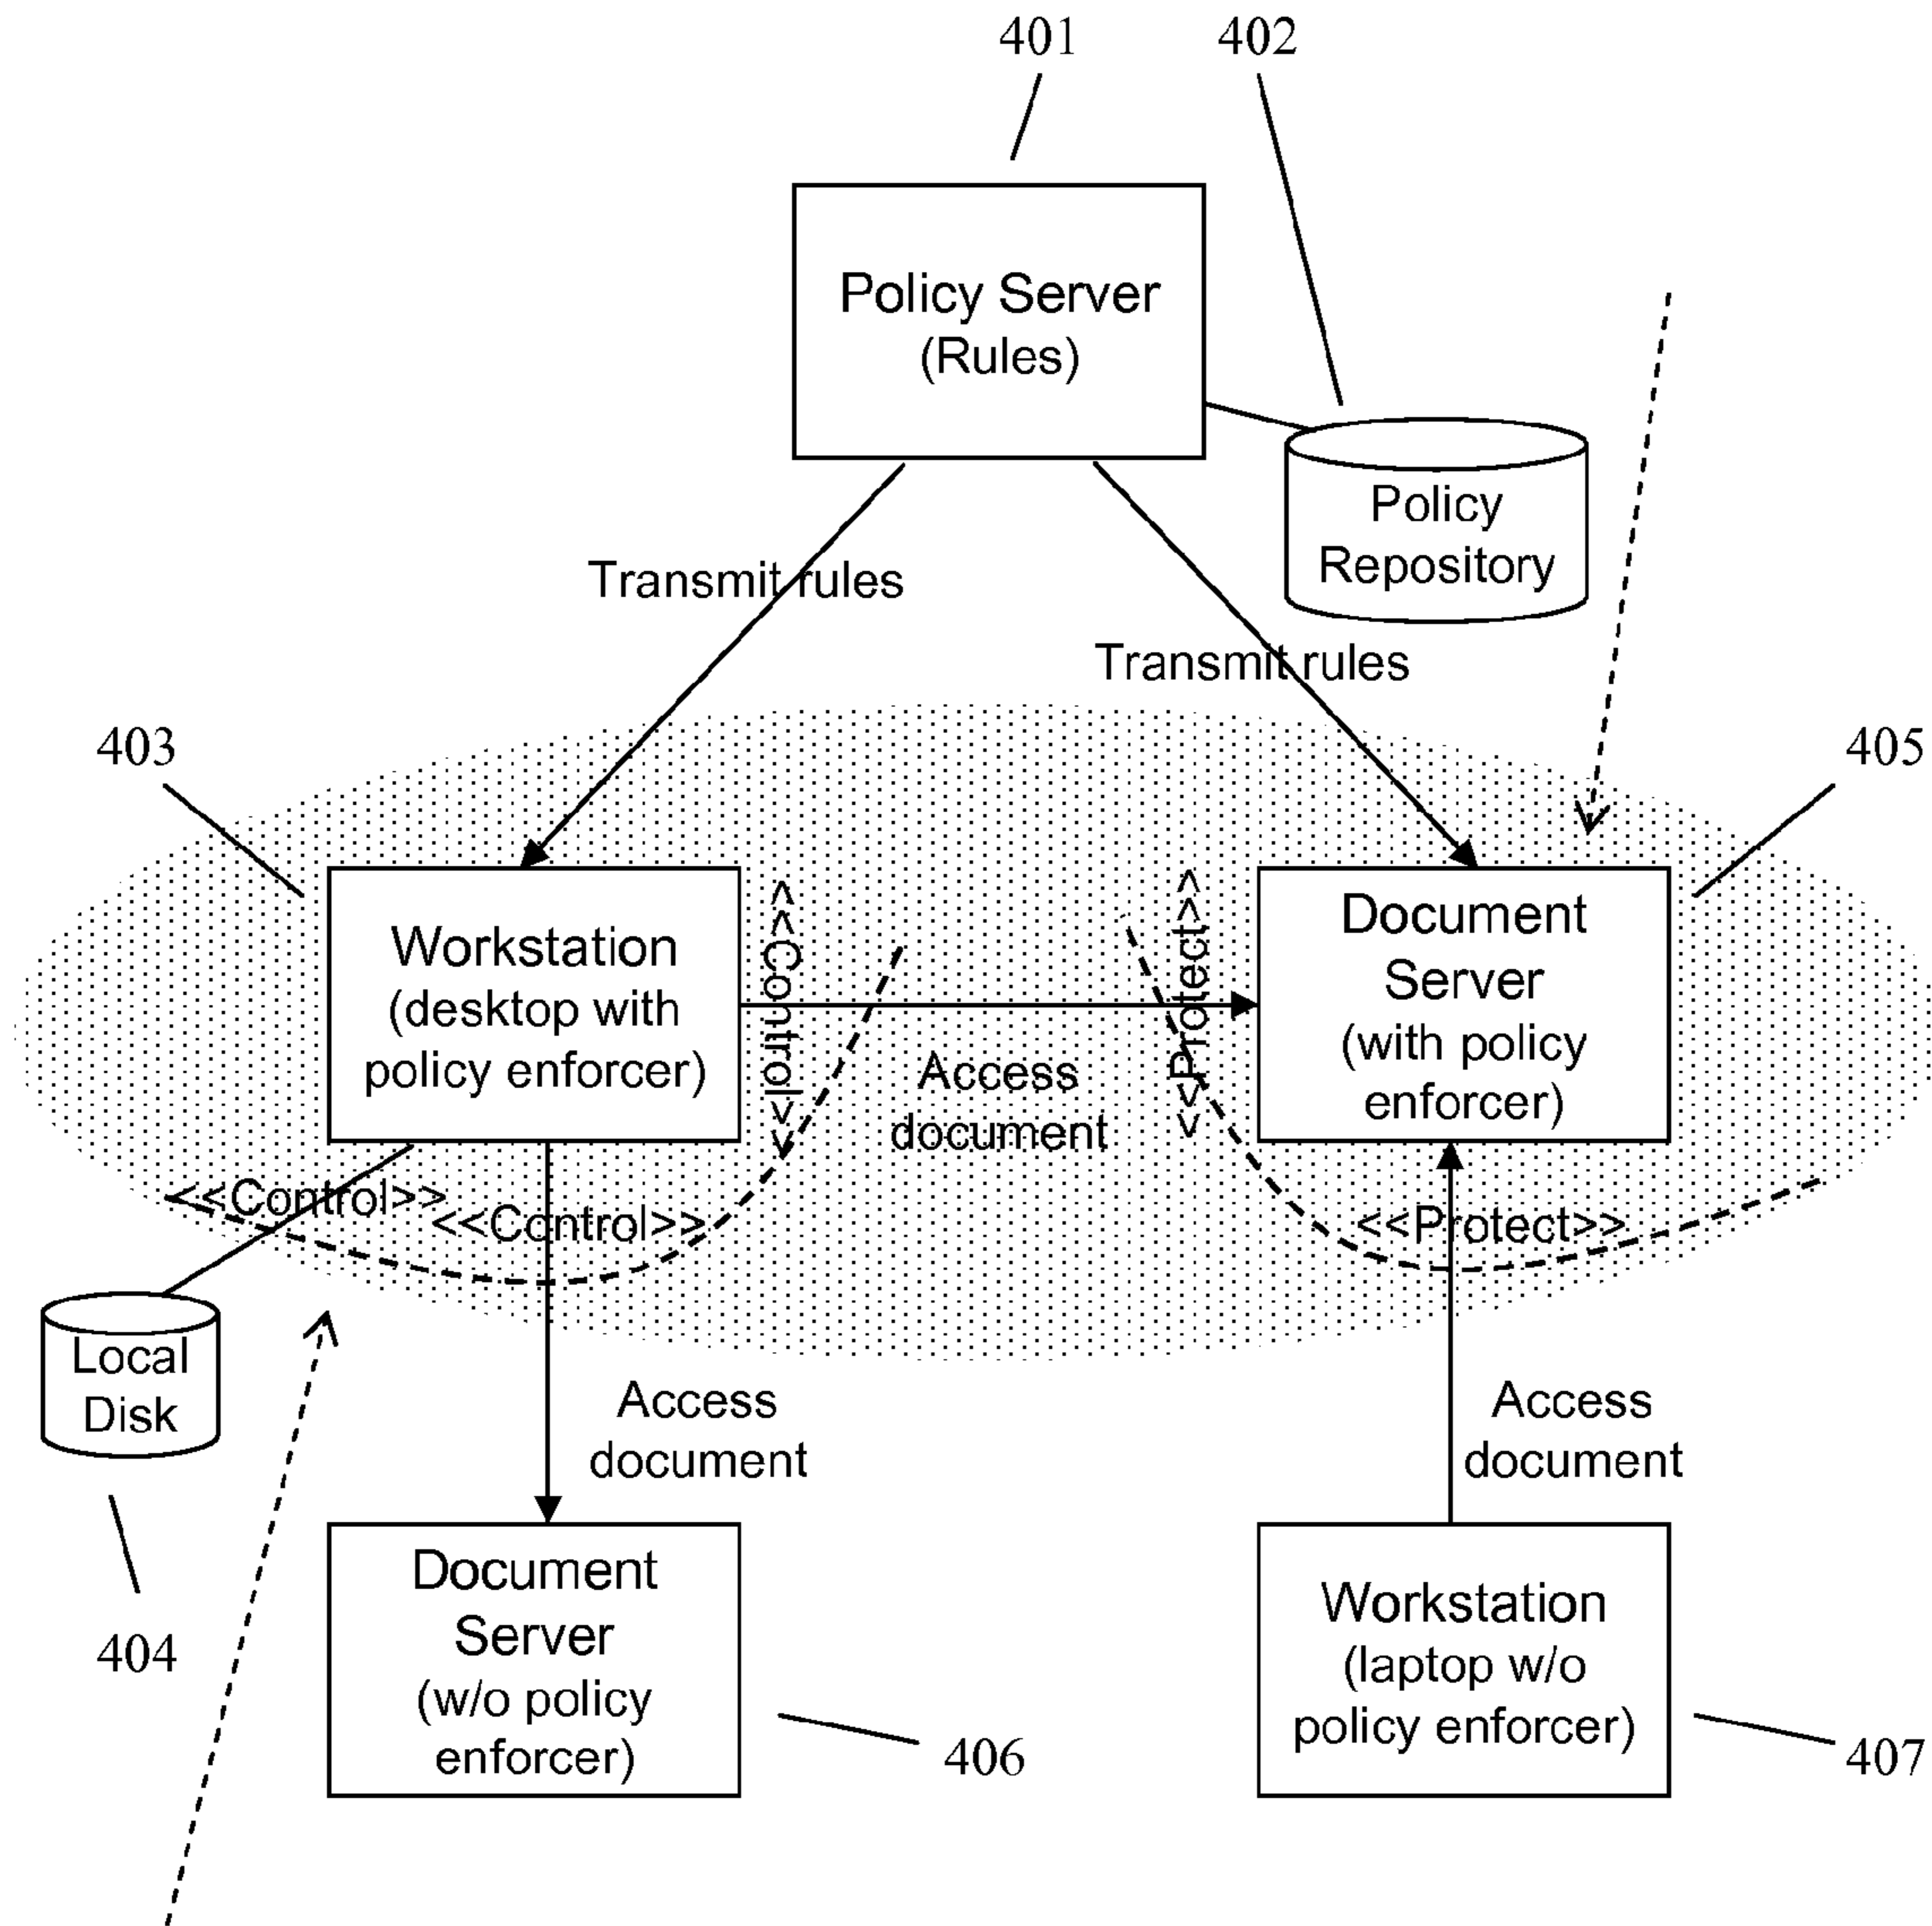 401
402
Policy Server
(Rules)
Policy
Repository
Transmit rules
Transmit rules
403
405
Workstation
(desktop with
policy enforcer)
<<Control>>
<<Protect>>
Document
Server
(with policy
enforcer)
Access
document
<<Control>>
<<Control>>
<<Protect>>
Local
Disk
Access
document
Access
document
404
Document
Server
(w/o policy
enforcer)
406
Workstation
(laptop w/o
policy enforcer)
407